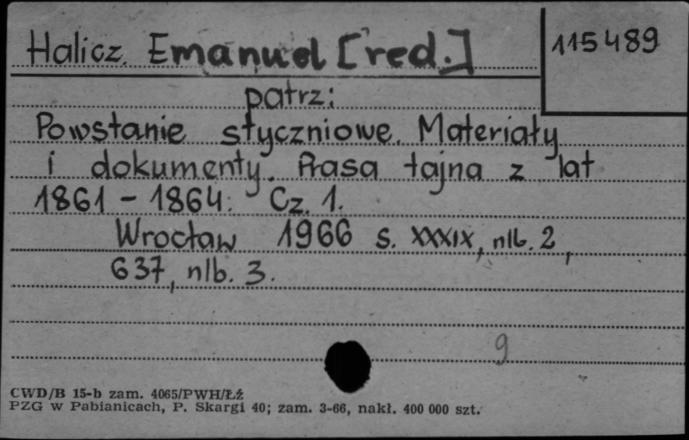 Halicz Emanuel [red.]
115489
patrz:
Powstanie styczniowe. Materiały
i dokumenty. Prasa tajna z lat
1861 - 1864. Cz. 1.
Wrocław 1966 s. XXXIX, nlb. 2,
637, nlb. 3.
9
CWD/B 15-b zam. 4065/PWH/Łź
PZG w Pabianicach, P. Skargi 40; zam. 3-66, nakł. 400 000 szt.